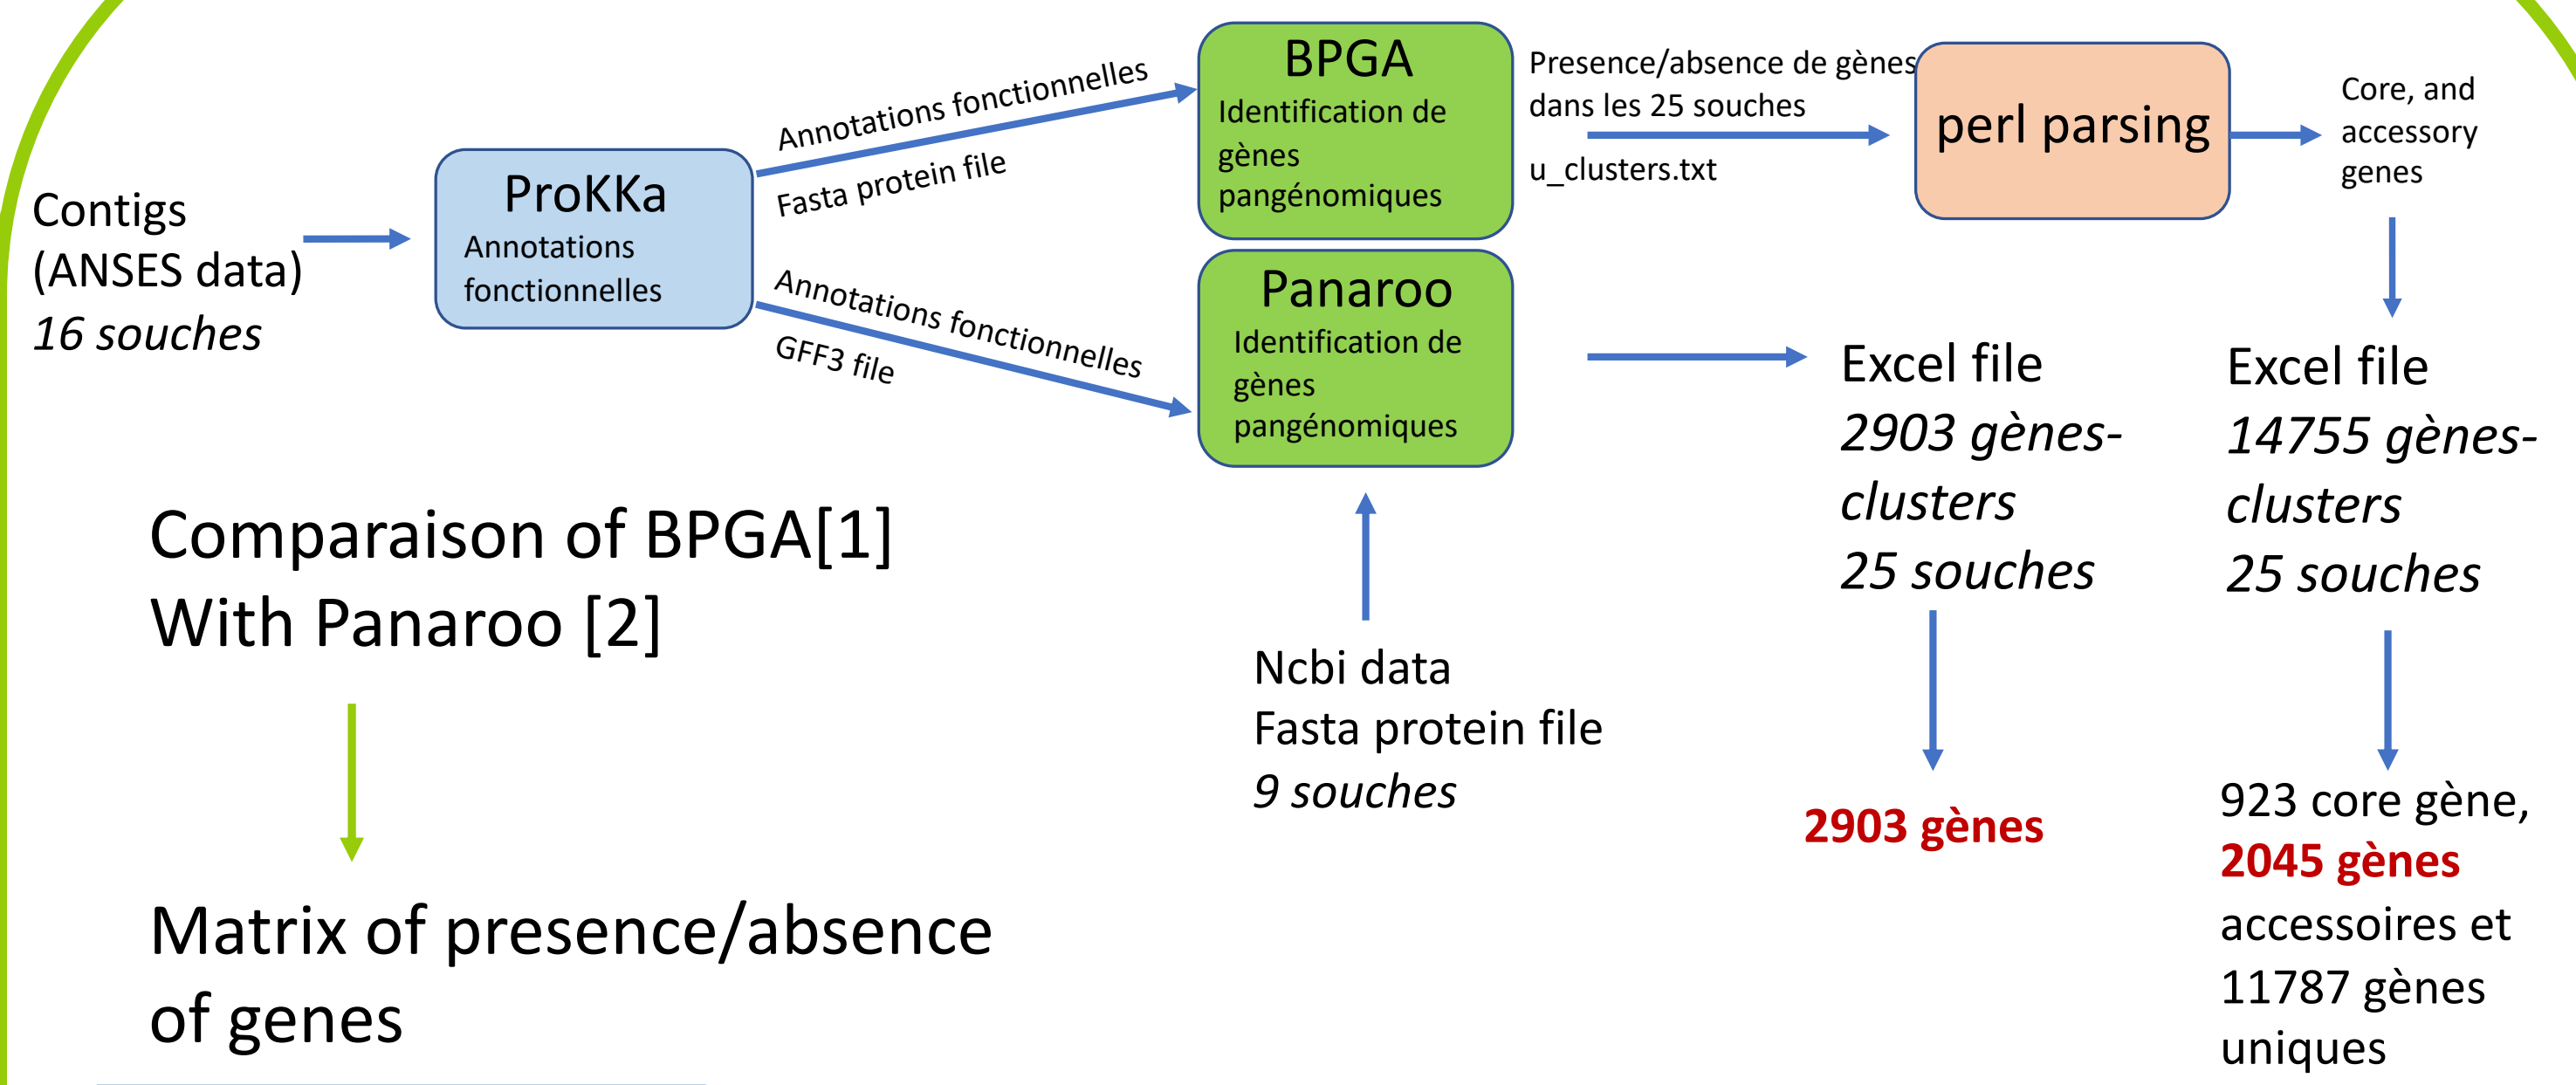 Contigs
(ANSES data)
16 souches
ProKKa
Annotations
fonctionnelles
Annotations fonctionnelles
Fasta protein file
Annotations fonctionnelles
GFF3 file
BPGA
Identification de
gènes
pangénomiques
Panaroo
Identification de
gènes
pangénomiques
Presence/absence de gènes
dans les 25 souches
u_clusters.txt
perl parsing
Core, and
accessory
genes
Excel file
2903 gènes-
clusters
25 souches
Excel file
14755 gènes-
clusters
25 souches
Comparaison of BPGA[1]
With Panaroo [2]
Ncbi data
Fasta protein file
9 souches
2903 gènes
923 core gène,
2045 gènes
accessoires et
11787 gènes
uniques
Matrix of presence/absence
of genes